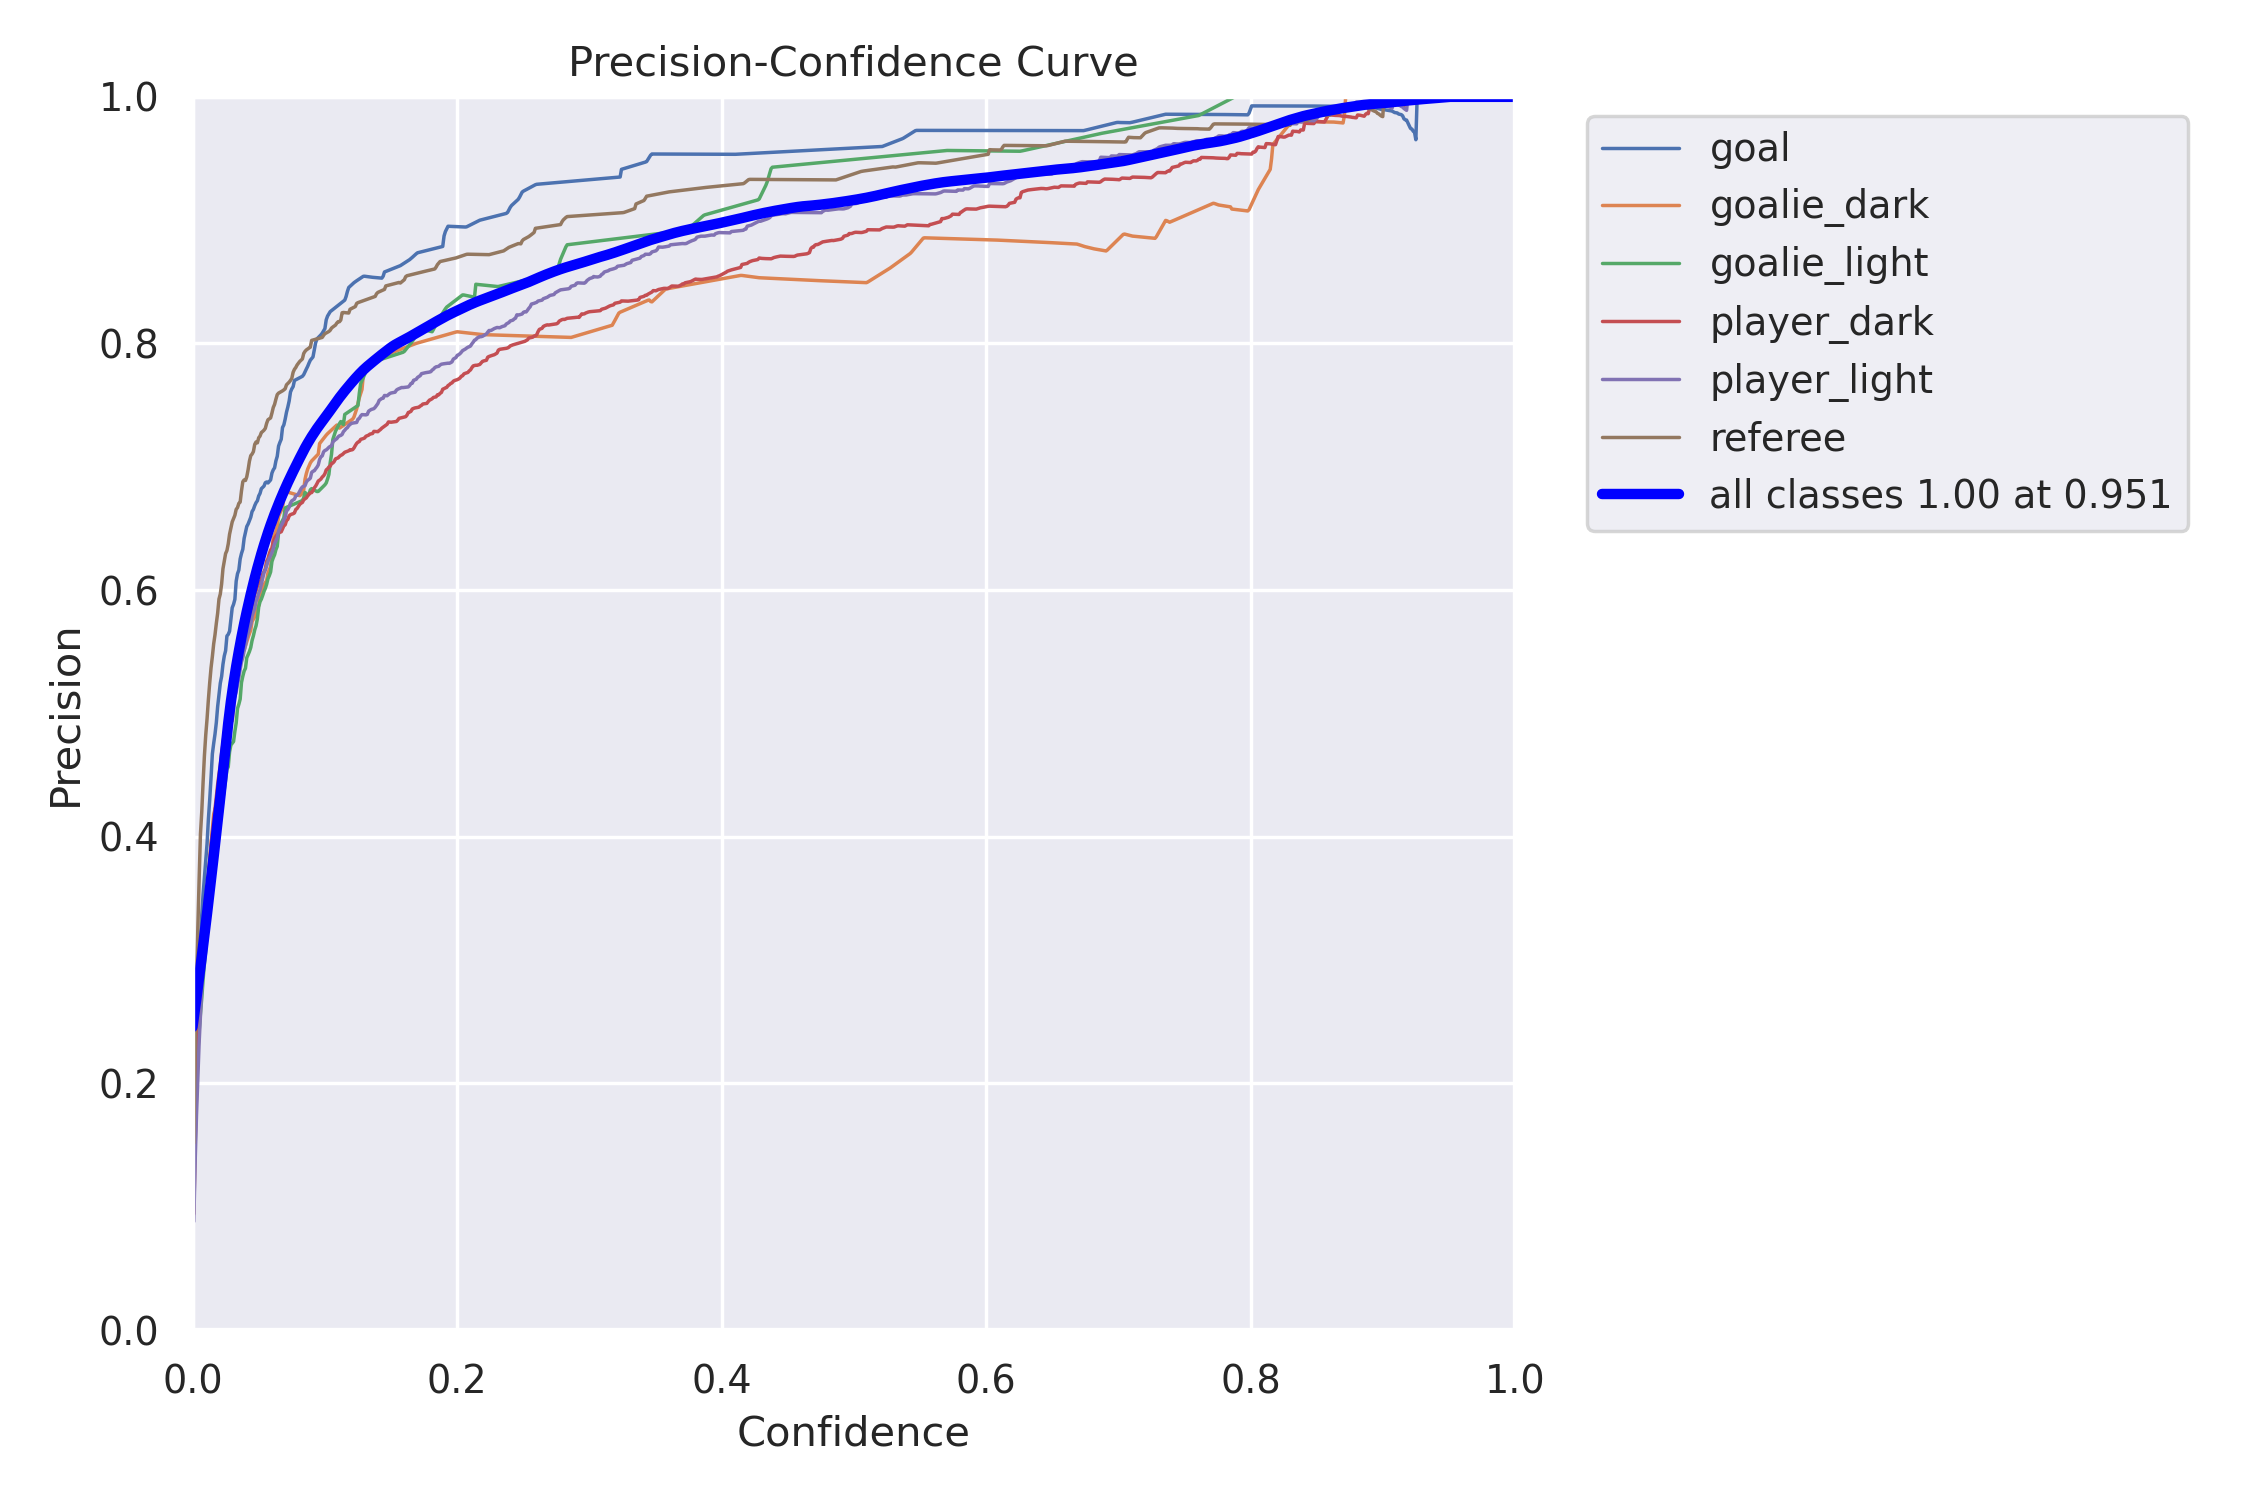 Precision-Confidence Curve
1.0
0.8
0.6
0.4
0.2
0.0
Precision
0.0 0.2 0.4 0.6 0.8 1.0
Confidence
goal
goalie_dark
goalie_light
player_dark
player_light
referee
all classes 1.00 at 0.951